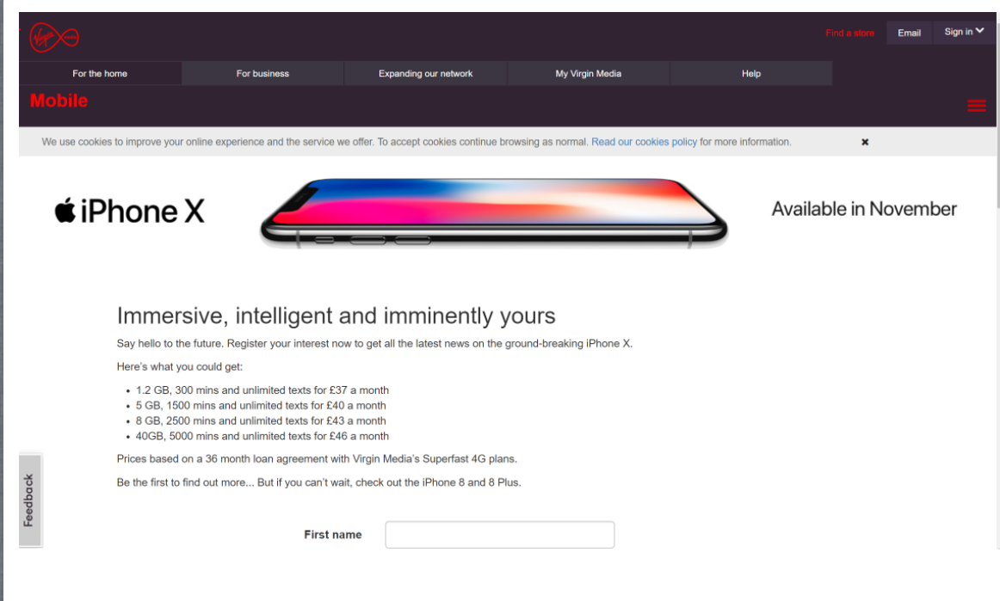 Virgin media
Find a store
Email
Sign in
For the home
For business
Expanding our network
My Virgin Media
Help
Mobile
We use cookies to improve your online experience and the service we offer. To accept cookies continue browsing as normal. Read our cookies policy for more information.
iPhone X
Available in November
Immersive, intelligent and imminently yours
Say hello to the future. Register your interest now to get all the latest news on the ground-breaking iPhone X.
Here's what you could get:
• 1.2 GB, 300 mins and unlimited texts for £37 a month
• 5 GB, 1500 mins and unlimited texts for £40 a month
• 8 GB, 2500 mins and unlimited texts for £43 a month
• 40GB, 5000 mins and unlimited texts for £46 a month
Prices based on a 36 month loan agreement with Virgin Media's Superfast 4G plans.
Be the first to find out more... But if you can't wait, check out the iPhone 8 and 8 Plus.
Feedback
First name